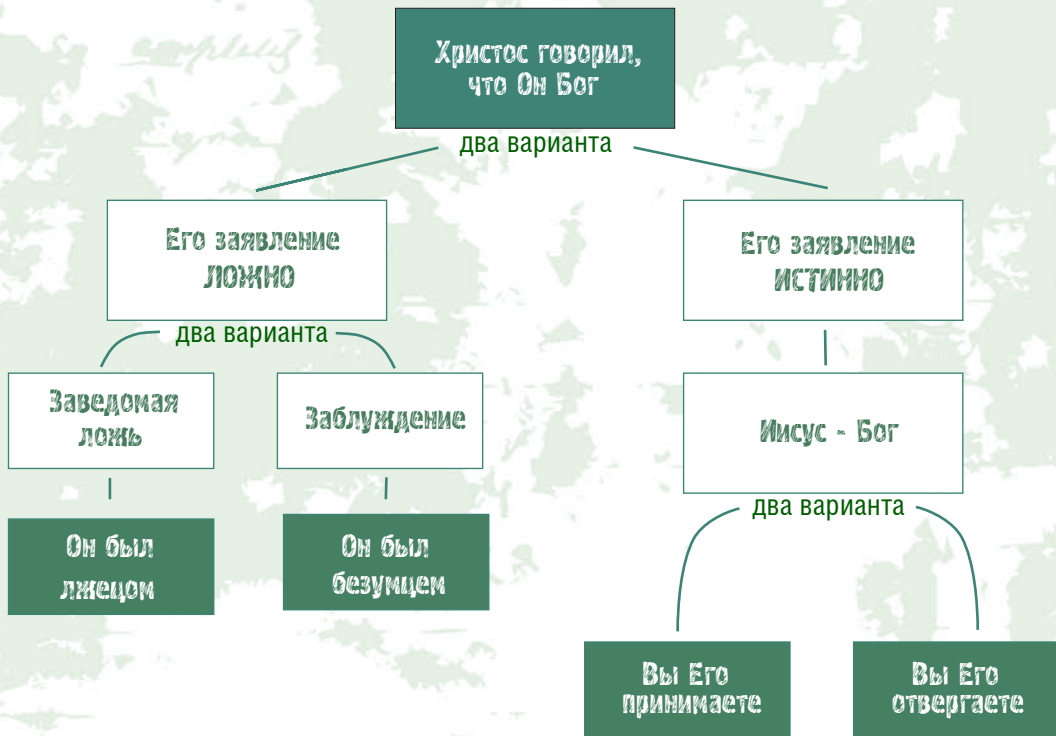 Христос говорил,
что Он Бог
два варианта
Его заявление
ЛОЖНО
Его заявление
ИСТИННО
два варианта
Заведомая
ложь
Заблуждение
Иисус - Бог
два варианта
Он был
лжецом
Он был
безумцем
Вы Его
принимаете
Вы Его
отвергаете